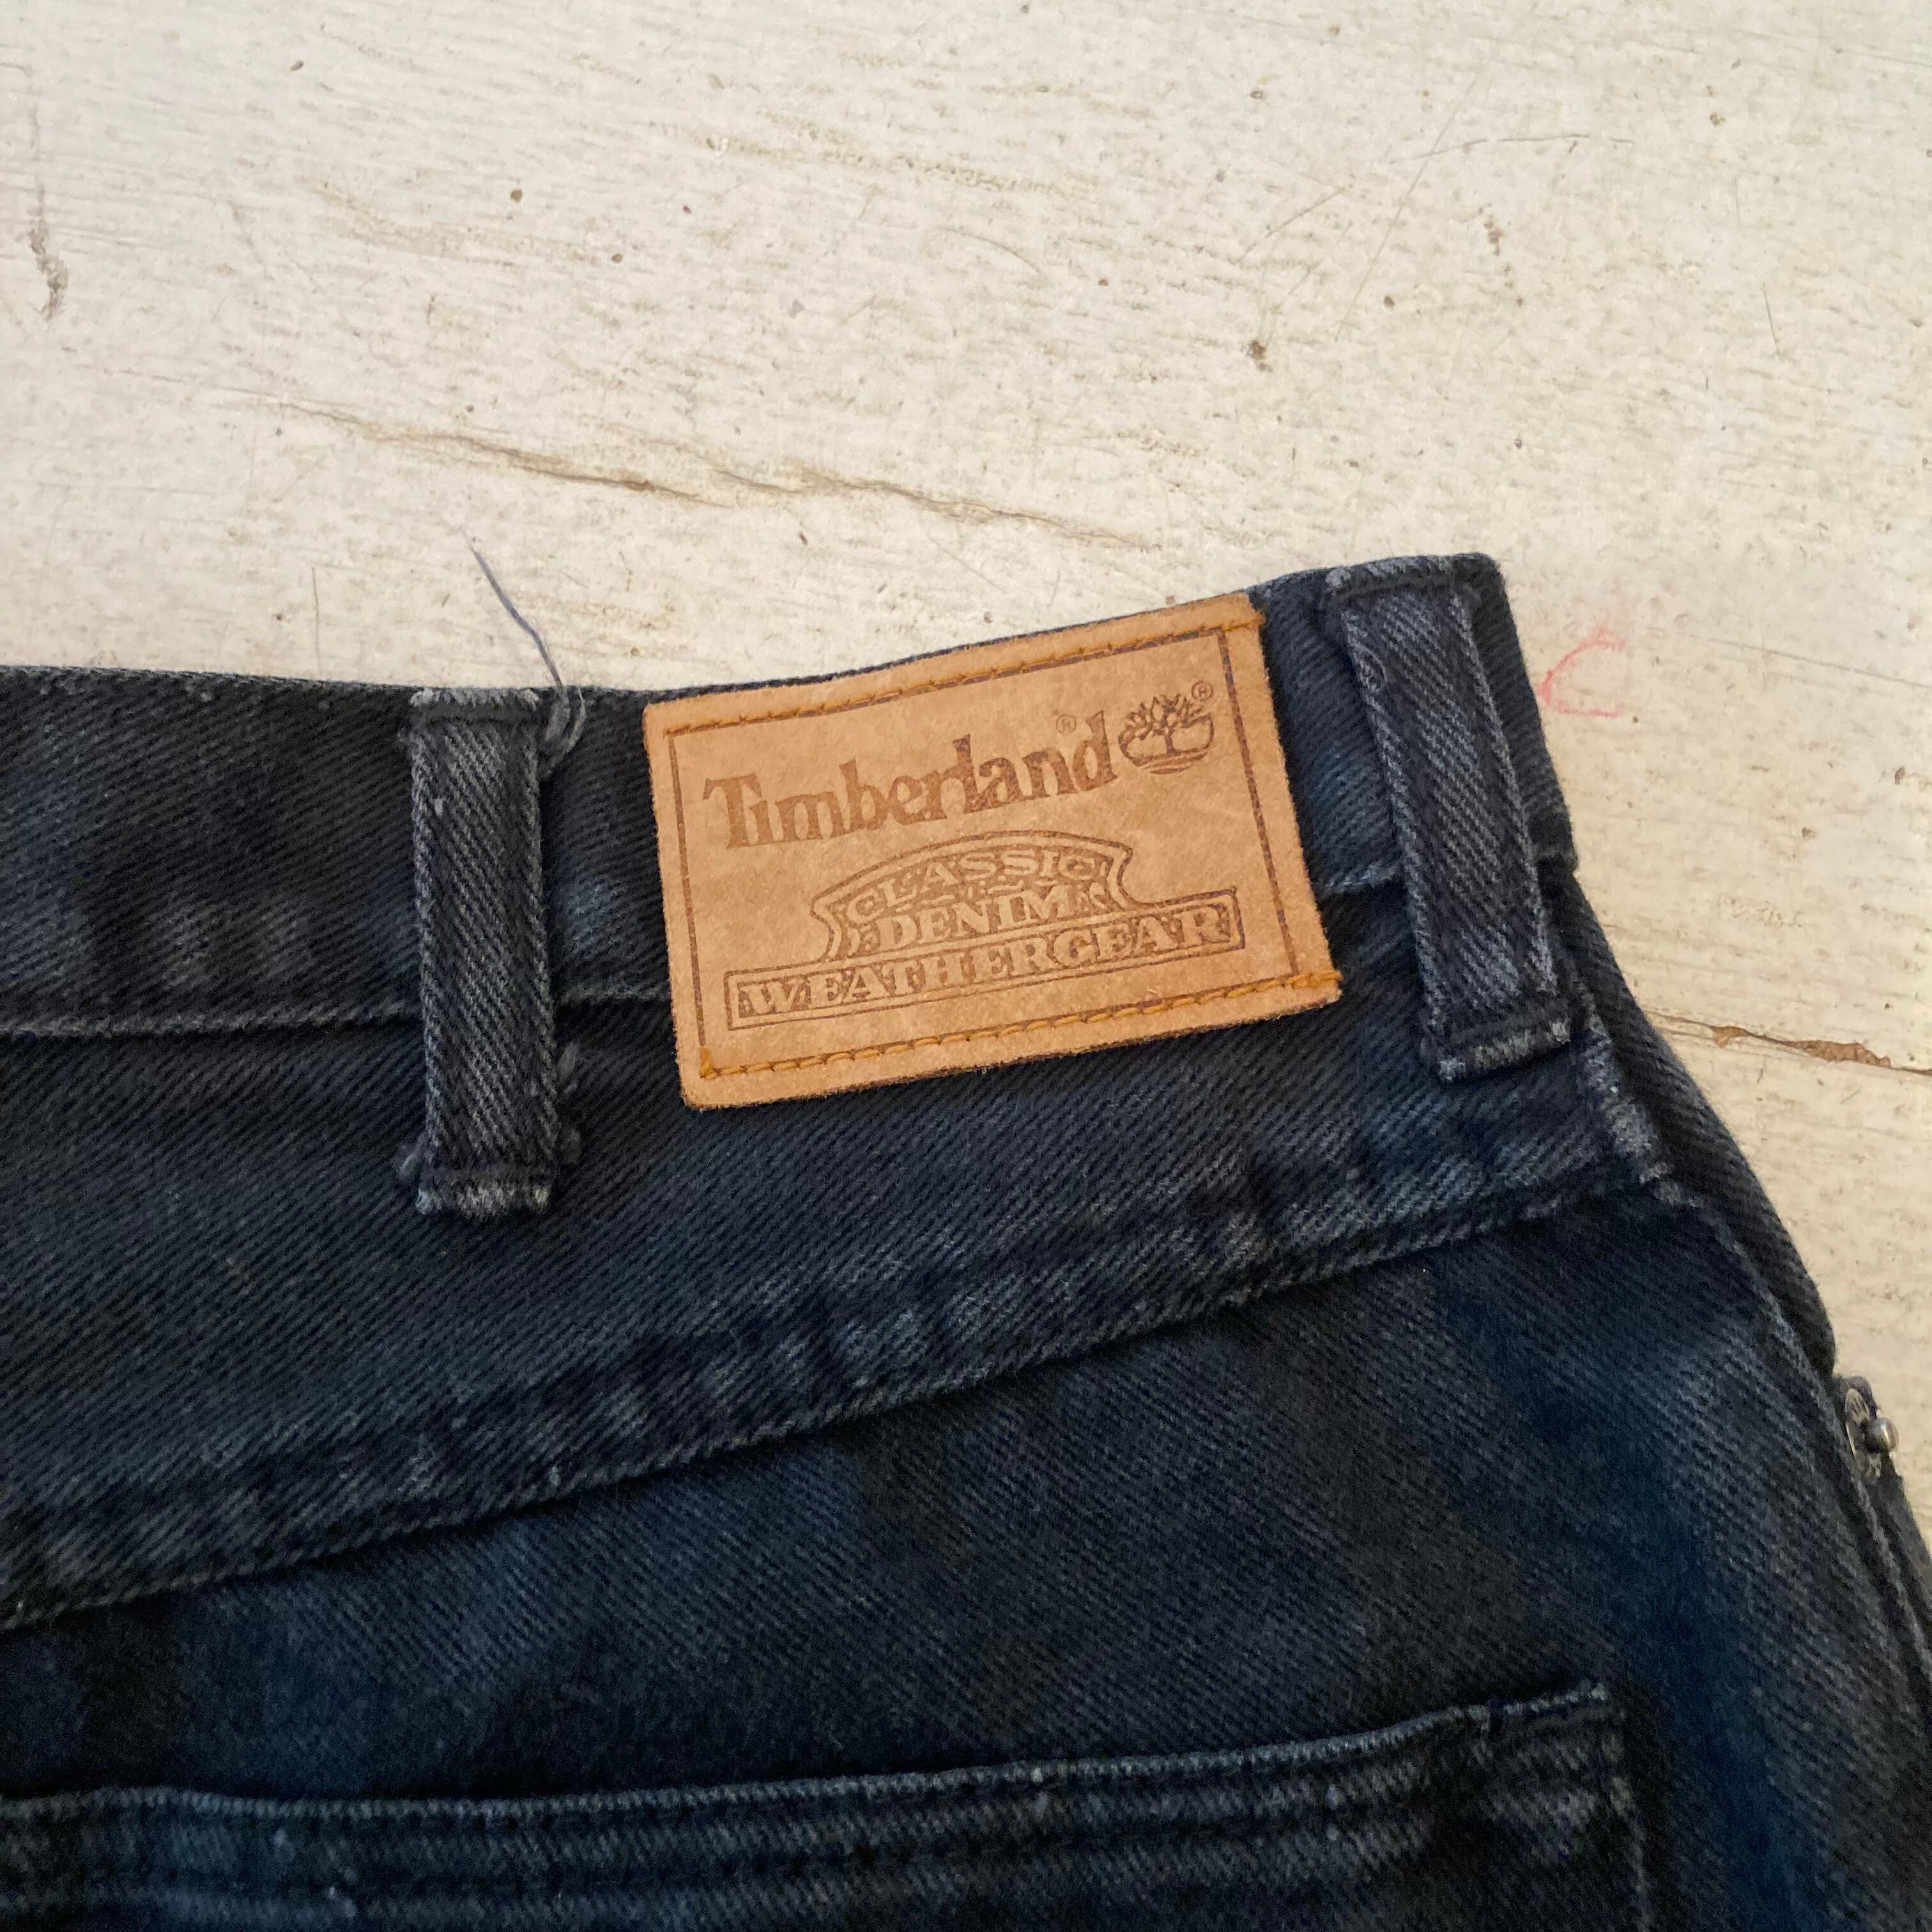 Timberland®
®
CLASSIC
DENIM
WEATHERGEAR